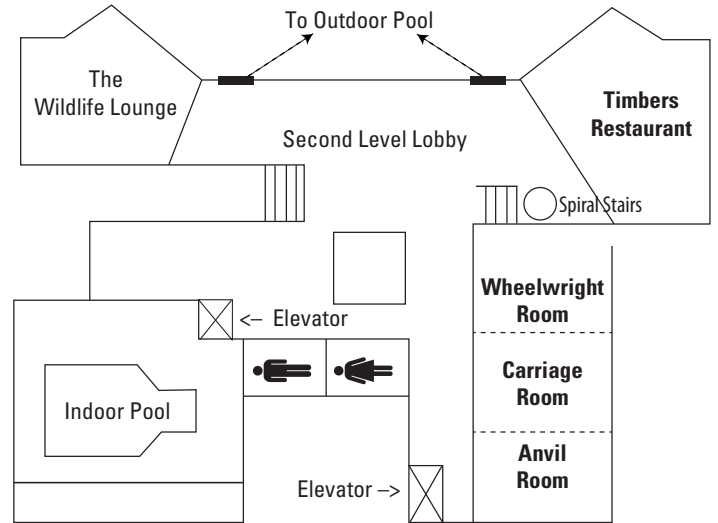 To Outdoor Pool
The
Wildlife Lounge
Timbers
Restaurant
Second Level Lobby
Spiral Stairs
Wheelwright
Room
<– Elevator
Carriage
Room
Indoor Pool
Anvil
Room
Elevator –>